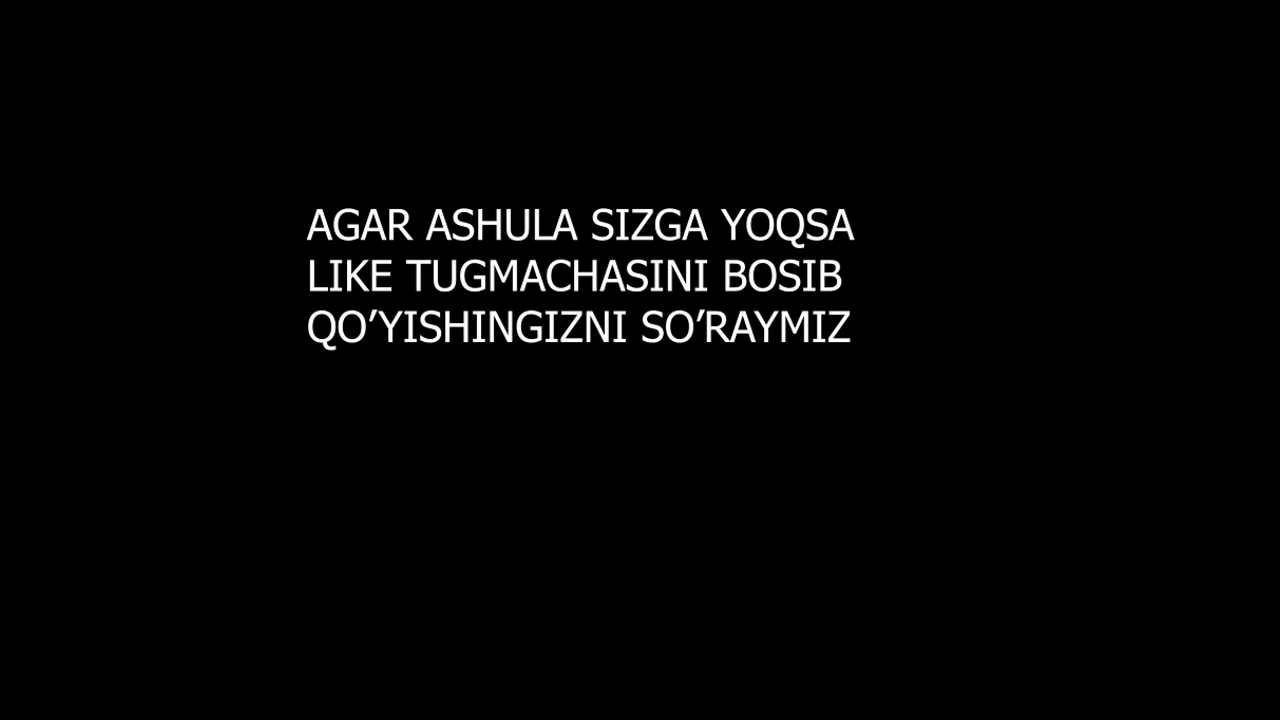 AGAR ASHULA SIZGA YOQSA
LIKE TUGMACHASINI BOSIB
QO’YISHINGIZNI SO’RAYMIZ